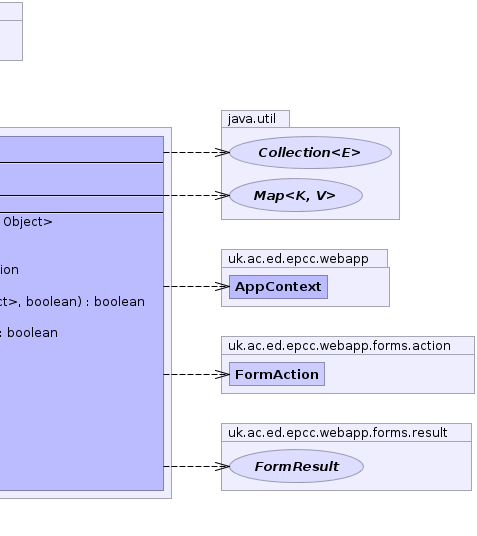 java.util
Collection<E>
Map<K, V>
Object>
uk.ac.ed.epcc.webapp
ion
AppContext
ct>, boolean) : boolean
: boolean
uk.ac.ed.epcc.webapp.forms.action
FormAction
uk.ac.ed.epcc.webapp.forms.result
FormResult